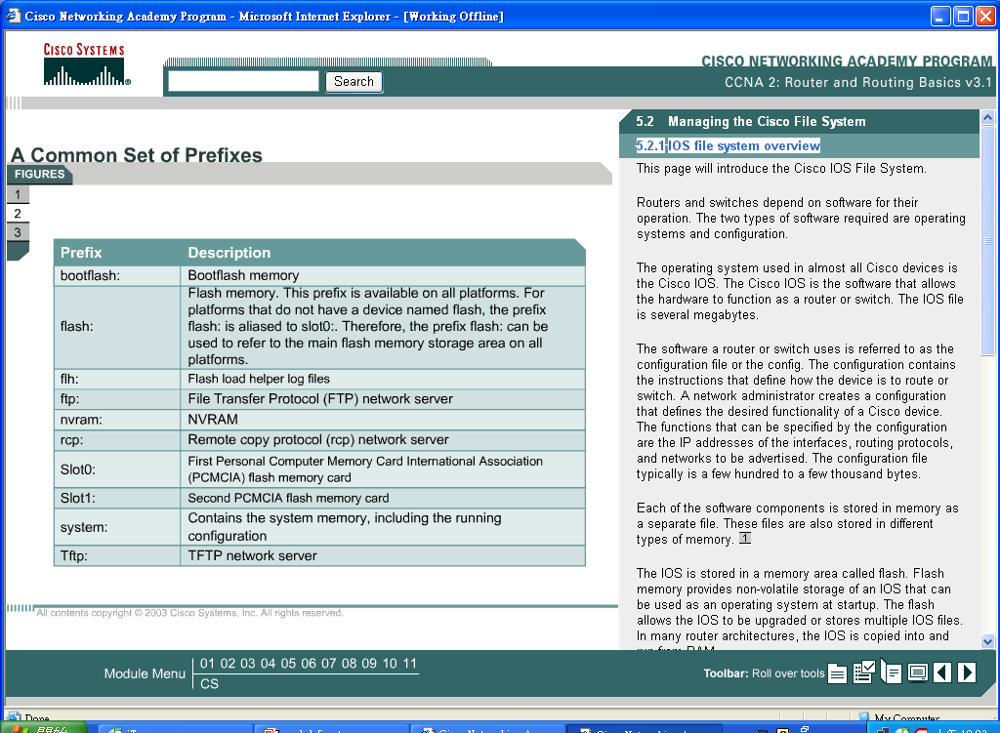 Cisco Networking Academy Program - Microsoft Internet Explorer - [Working Offline]
CISCO SYSTEMS
Search
CISCO NETWORKING ACADEMY PROGRAM
CCNA 2: Router and Routing Basics v3.1
A Common Set of Prefixes
FIGURES
1
2
3
Prefix Description
bootflash: Bootflash memory
flash: Flash memory. This prefix is available on all platforms. For
platforms that do not have a device named flash, the prefix
flash: is aliased to slot0:. Therefore, the prefix flash: can be
used to refer to the main flash memory storage area on all
platforms.
flh: Flash load helper log files
ftp: File Transfer Protocol (FTP) network server
nvram: NVRAM
rcp: Remote copy protocol (rcp) network server
Slot0: First Personal Computer Memory Card International Association
(PCMCIA) flash memory card
Slot1: Second PCMCIA flash memory card
system: Contains the system memory, including the running
configuration
Tftp: TFTP network server
All contents copyright © 2003 Cisco Systems, Inc. All rights reserved.
5.2 Managing the Cisco File System
5.2.1 IOS file system overview
This page will introduce the Cisco IOS File System.
Routers and switches depend on software for their
operation. The two types of software required are operating
systems and configuration.
The operating system used in almost all Cisco devices is
the Cisco IOS. The Cisco IOS is the software that allows
the hardware to function as a router or switch. The IOS file
is several megabytes.
The software a router or switch uses is referred to as the
configuration file or the config. The configuration contains
the instructions that define how the device is to route or
switch. A network administrator creates a configuration
that defines the desired functionality of a Cisco device.
The functions that can be specified by the configuration
are the IP addresses of the interfaces, routing protocols,
and networks to be advertised. The configuration file
typically is a few hundred to a few thousand bytes.
Each of the software components is stored in memory as
a separate file. These files are also stored in different
types of memory. 1
The IOS is stored in a memory area called flash. Flash
memory provides non-volatile storage of an IOS that can
be used as an operating system at startup. The flash
allows the IOS to be upgraded or stores multiple IOS files.
In many router architectures, the IOS is copied into and
run from RAM
Module Menu
01 02 03 04 05 06 07 08 09 10 11
CS
Toolbar: Roll over tools
Done
My Computer